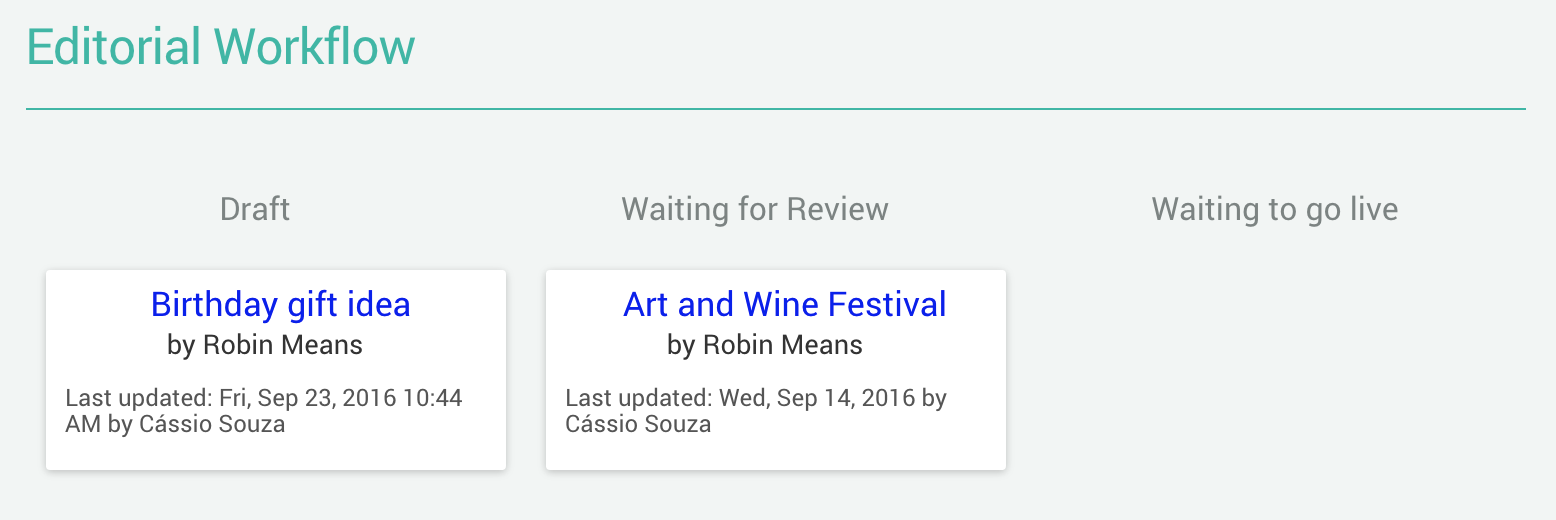 Editorial Workflow
Draft
Waiting for Review
Waiting to go live
Birthday gift idea
by Robin Means
Last updated: Fri, Sep 23, 2016 10:44
AM by Cássio Souza
Art and Wine Festival
by Robin Means
Last updated: Wed, Sep 14, 2016 by
Cássio Souza